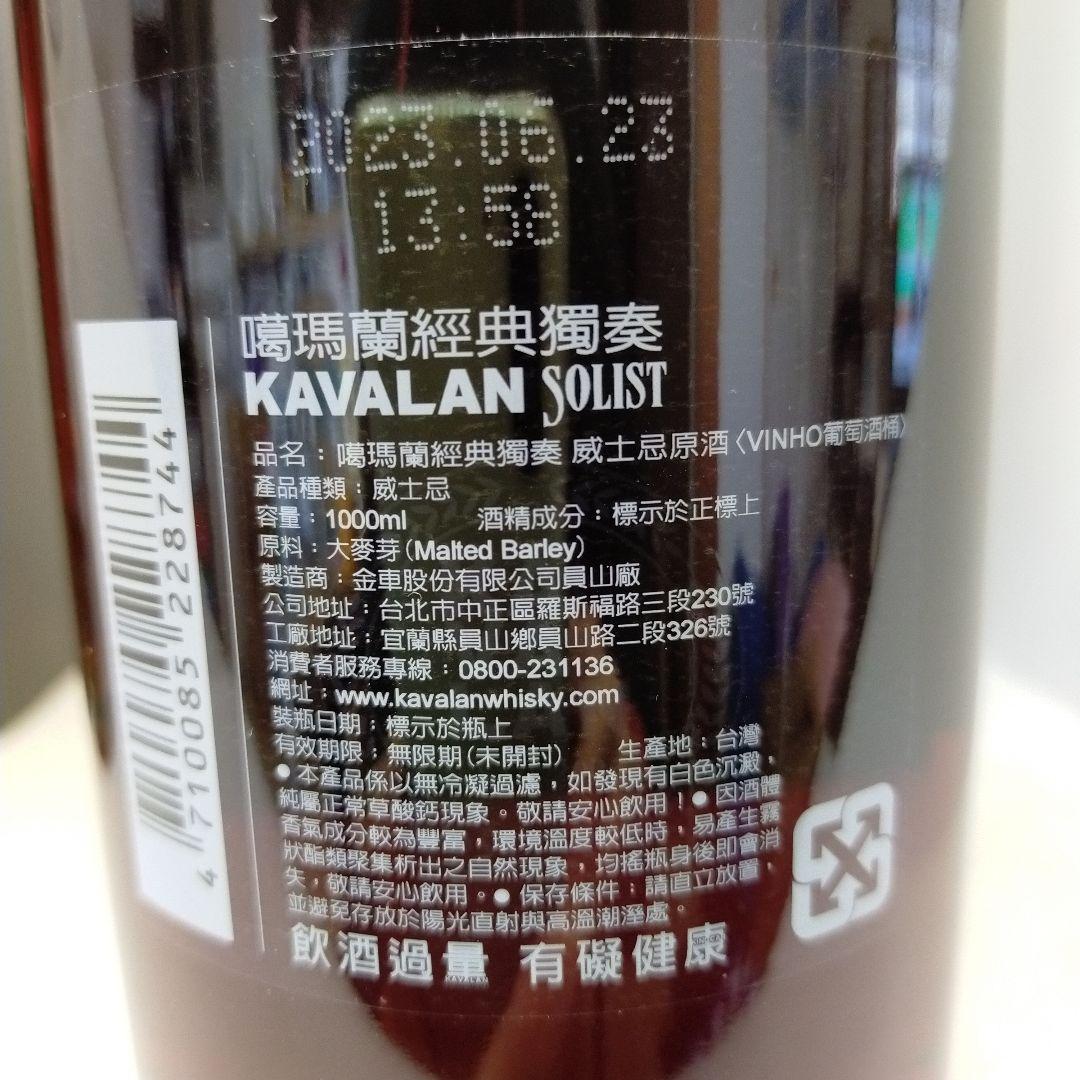 2023.06.23
13:58
噶瑪蘭經典獨奏
KAVALAN SOLIST
品名：噶瑪蘭經典獨奏 威士忌原酒〈VINHO葡萄酒桶〉
產品種類：威士忌
容量：1000ml 酒精成分：標示於正標上
原料：大麥芽(Malted Barley)
製造商：金車股份有限公司員山廠
公司地址：台北市中正區羅斯福路三段230號
工廠地址：宜蘭縣員山鄉員山路二段326號
消費者服務專線：0800-231136
網址：www.kavalanwhisky.com
裝瓶日期：標示於瓶上
有效期限：無限期(未開封) 生產地：台灣
●本產品係以無冷凝過濾，如發現有白色沉澱，
純屬正常草酸鈣現象。敬請安心飲用！●因酒體
香氣成分較為豐富，環境溫度較低時，易產生霧
狀酯類聚集析出之自然現象，均搖瓶身後即會消
失，敬請安心飲用。●保存條件：請直立放置，
並避免存放於陽光直射與高溫潮溼處。
飲酒過量 有礙健康
4 710085 228744